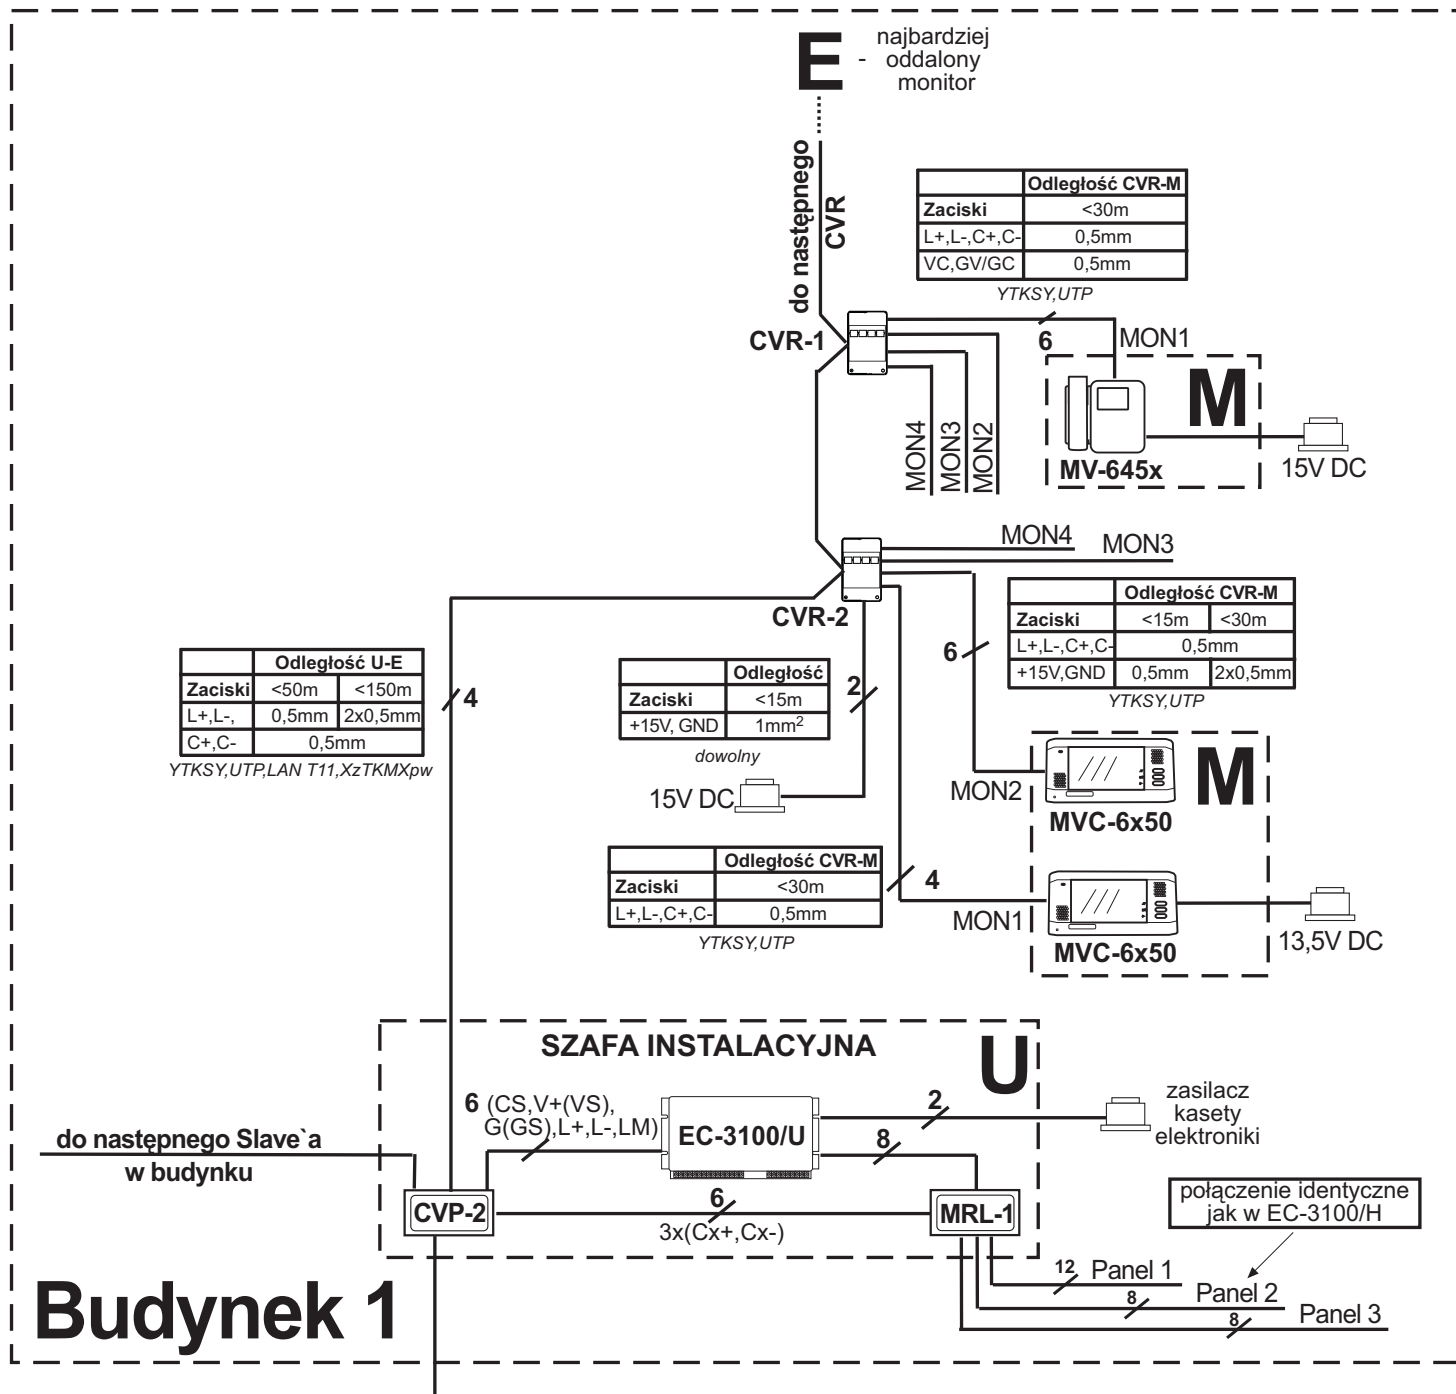 E
-
najbardziej
oddalony
monitor
do następnego
CVR
Odległość CVR-M
Zaciski <30m
L+,L-,C+,C- 0,5mm
VC,GV/GC 0,5mm
YTKSY,UTP
CVR-1
6
MON1
M
MV-645x
15V DC
MON4
MON3
MON2
MON4
MON3
CVR-2
Odległość CVR-M
Zaciski <15m <30m
L+,L-,C+,C- 0,5mm
+15V,GND 0,5mm 2x0,5mm
YTKSY,UTP
6
Odległość U-E
Zaciski <50m <150m
L+,L-, 0,5mm 2x0,5mm
C+,C- 0,5mm
YTKSY,UTP,LAN T11,XzTKMXpw
4
Odległość
Zaciski <15m
+15V, GND 1mm2
dowolny
2
15V DC
MON2
M
MVC-6x50
Odległość CVR-M
Zaciski <30m
L+,L-,C+,C- 0,5mm
YTKSY,UTP
4
MON1
MVC-6x50
13,5V DC
SZAFA INSTALACYJNA
U
6 (CS,V+(VS),
G(GS),L+,L-,LM)
EC-3100/U
2
8
zasilacz
kasety
elektroniki
do następnego Slave`a
w budynku
CVP-2
6
3x(Cx+,Cx-)
MRL-1
połączenie identyczne
jak w EC-3100/H
12 Panel 1
8 Panel 2
8 Panel 3
Budynek 1